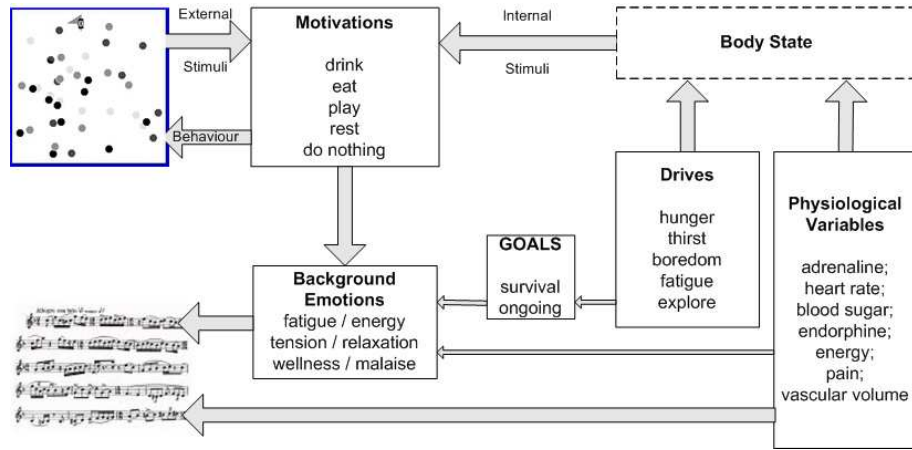 External
Stimuli
Behaviour
Motivations
drink
eat
play
rest
do nothing
Internal
Stimuli
Body State
Drives
hunger
thirst
boredom
fatigue
explore
Physiological
Variables
adrenaline;
heart rate;
blood sugar;
endorphine;
energy;
pain;
vascular volume
GOALS
survival
ongoing
Background
Emotions
fatigue / energy
tension / relaxation
wellness / malaise